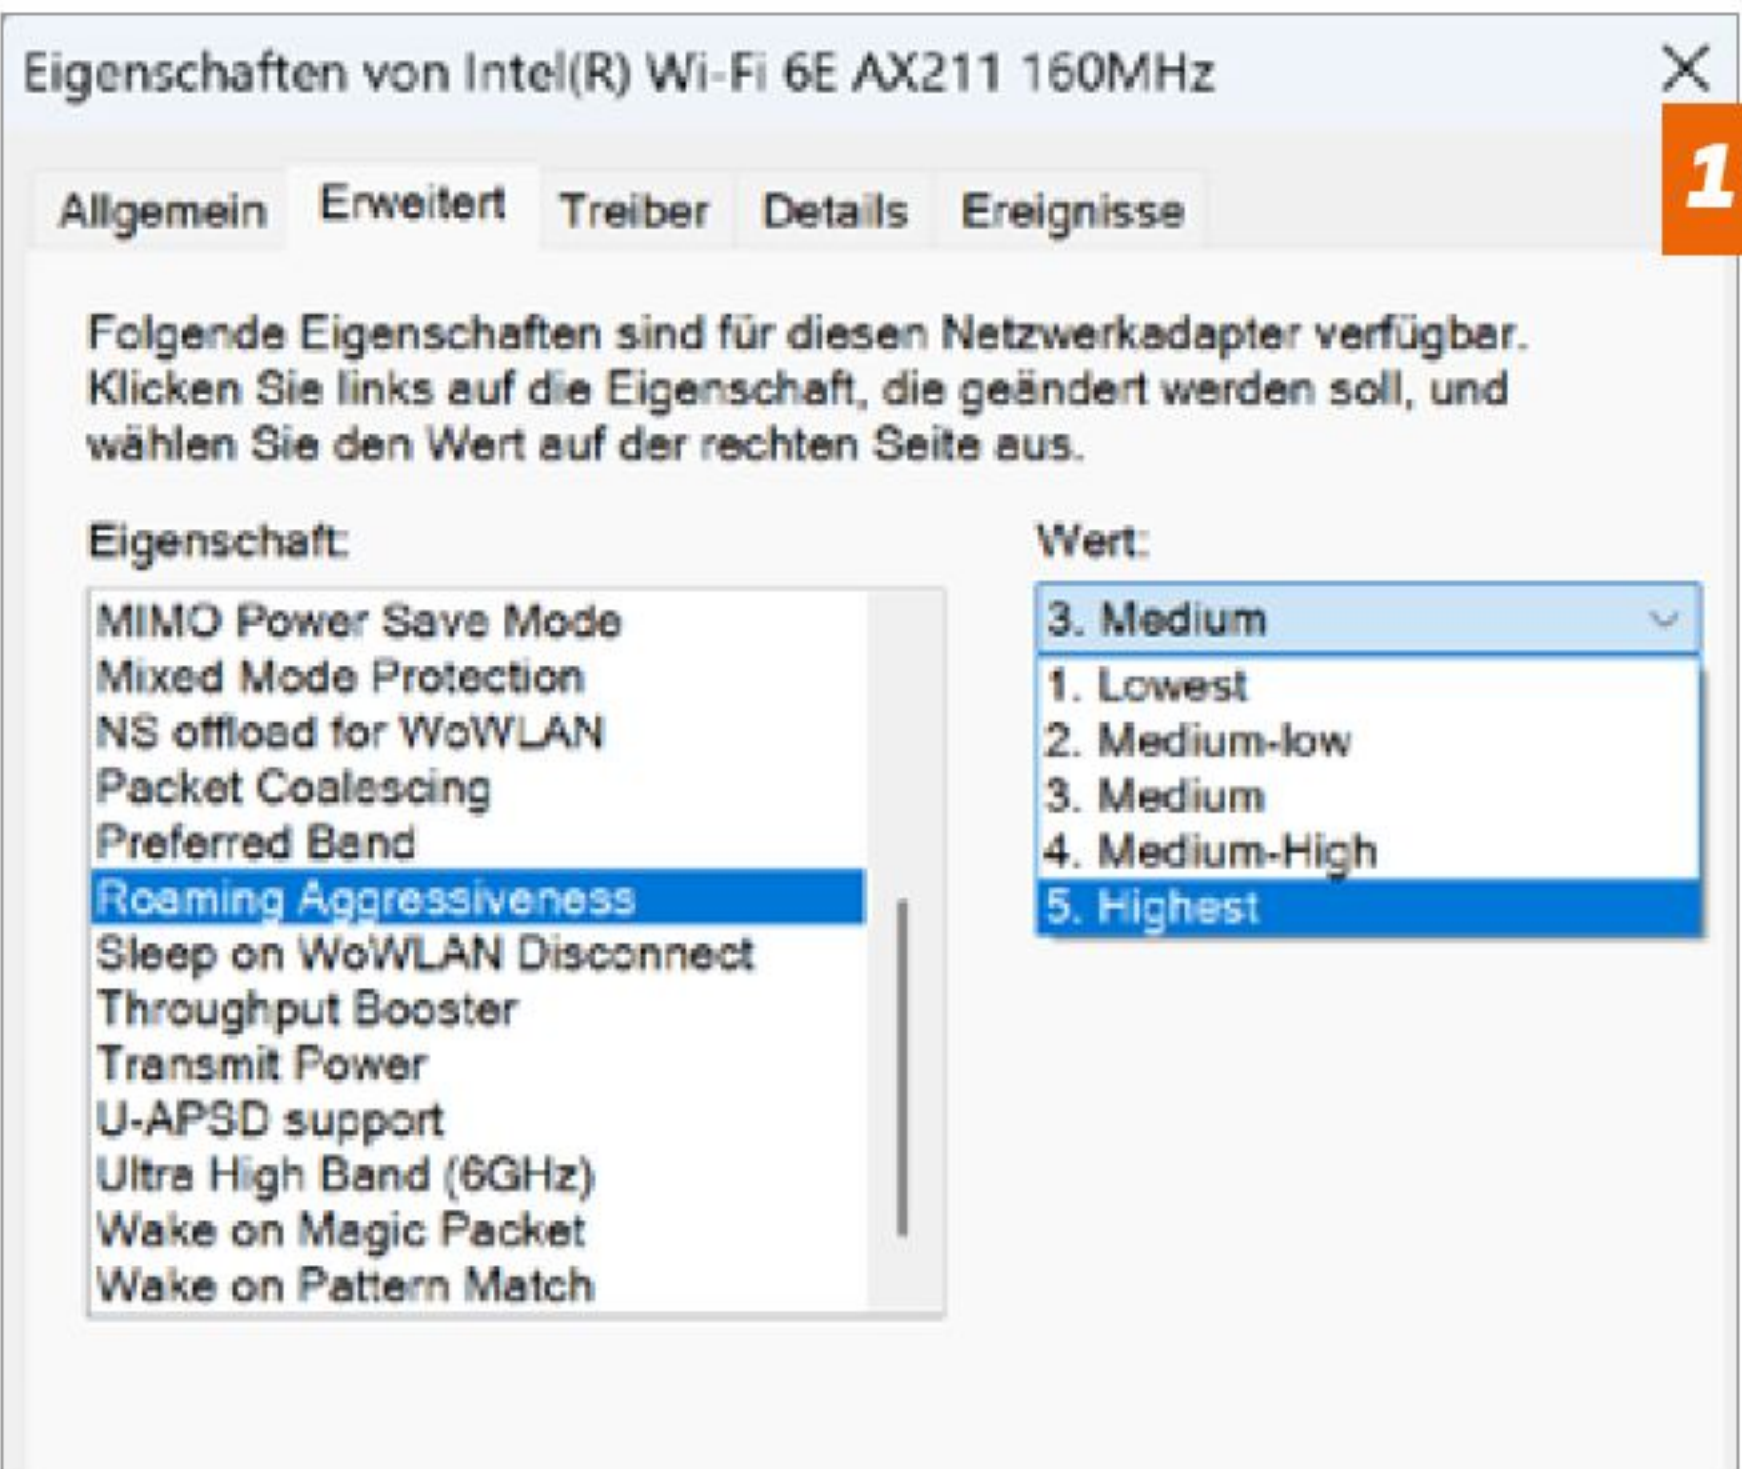 Eigenschaften von Intel(R) Wi-Fi 6E AX211 160MHz
1
Allgemein Erweitert Treiber Details Ereignisse
Folgende Eigenschaften sind für diesen Netzwerkadapter verfügbar.
Klicken Sie links auf die Eigenschaft, die geändert werden soll, und
wählen Sie den Wert auf der rechten Seite aus.
Eigenschaft:
MIMO Power Save Mode
Mixed Mode Protection
NS offload for WoWLAN
Packet Coalescing
Preferred Band
Roaming Aggressiveness
Sleep on WoWLAN Disconnect
Throughput Booster
Transmit Power
U-APSD support
Ultra High Band (6GHz)
Wake on Magic Packet
Wake on Pattern Match
Wert:
3. Medium
1. Lowest
2. Medium-low
3. Medium
4. Medium-High
5. Highest